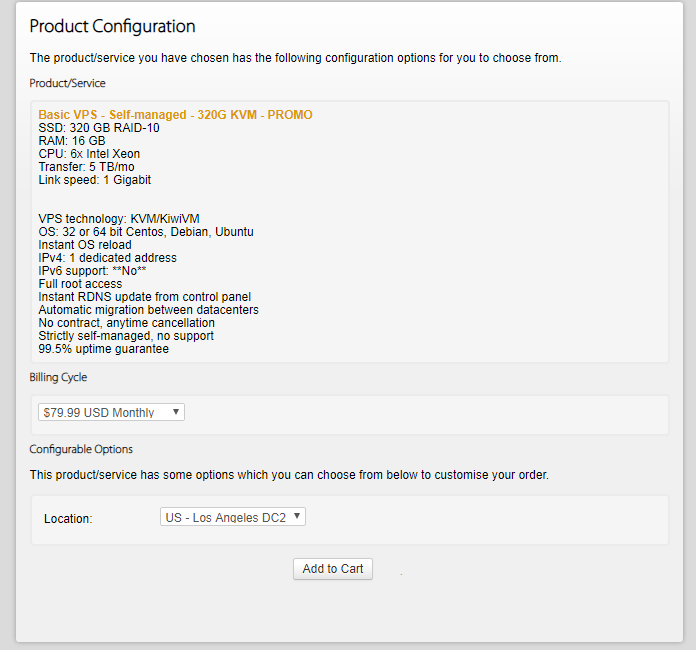 Product Configuration
The product/service you have chosen has the following configuration options for you to choose from.
Product/Service
Basic VPS - Self-managed - 320G KVM - PROMO
SSD: 320 GB RAID-10
RAM: 16 GB
CPU: 6x Intel Xeon
Transfer: 5 TB/mo
Link speed: 1 Gigabit
VPS technology: KVM/KiwiVM
OS: 32 or 64 bit Centos, Debian, Ubuntu
Instant OS reload
IPv4: 1 dedicated address
IPv6 support: **No**
Full root access
Instant RDNS update from control panel
Automatic migration between datacenters
No contract, anytime cancellation
Strictly self-managed, no support
99.5% uptime guarantee
Billing Cycle
$79.99 USD Monthly
Configurable Options
This product/service has some options which you can choose from below to customise your order.
Location: US - Los Angeles DC2
Add to Cart